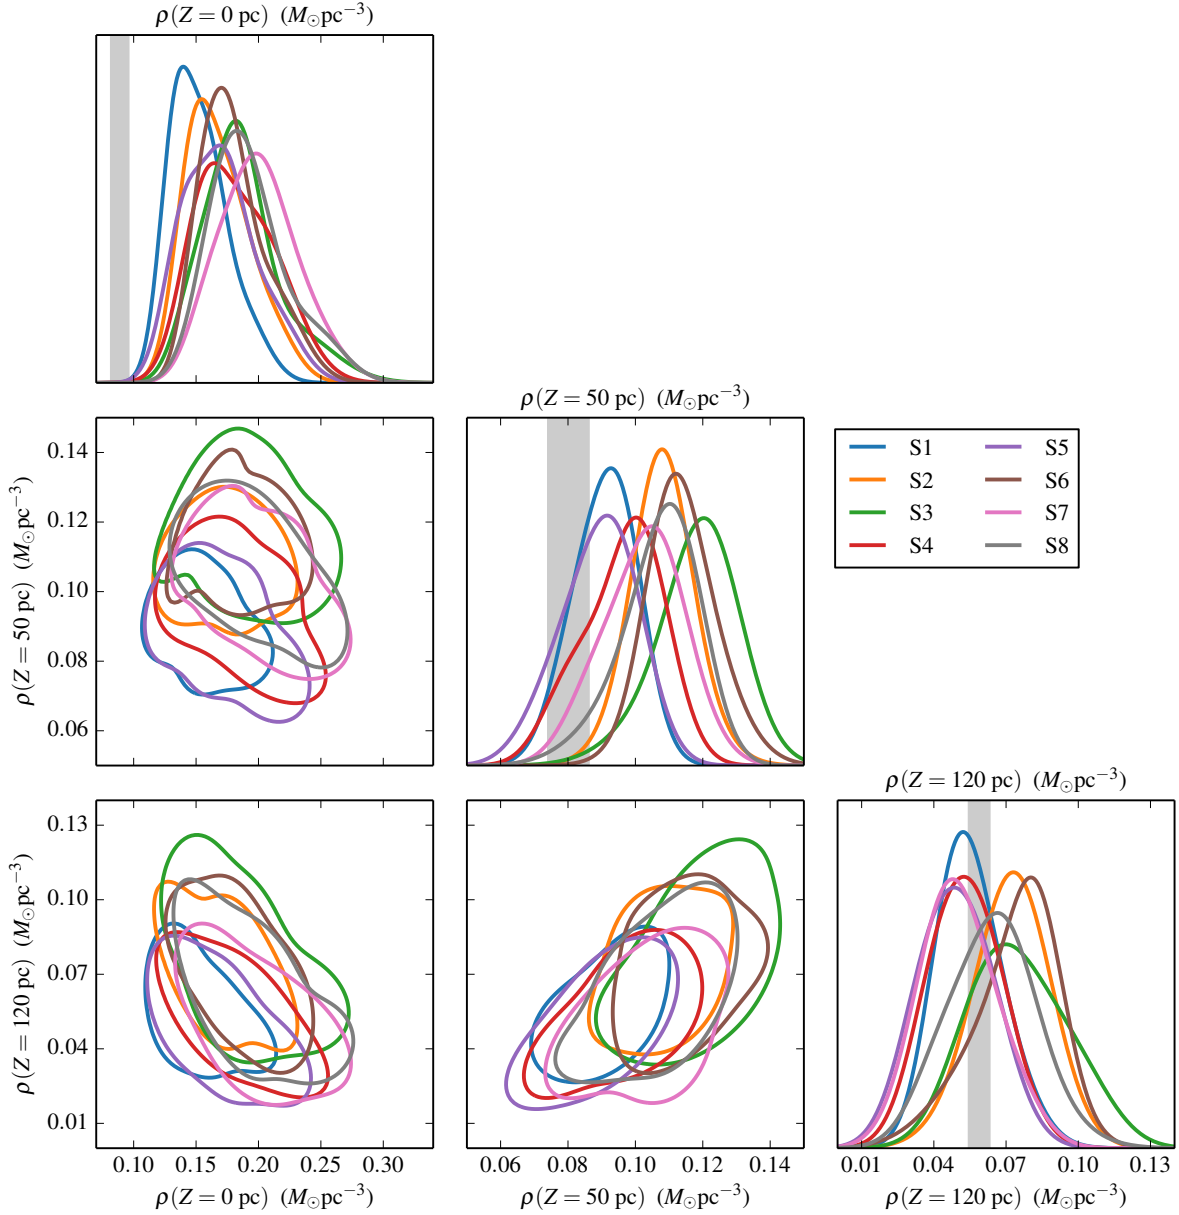 ρ(Z = 0 pc) (M⊙pc⁻³)
ρ(Z = 50 pc) (M⊙pc⁻³)
0.14
0.12
0.10
0.08
0.06
ρ(Z = 50 pc) (M⊙pc⁻³)
S1 S5
S2 S6
S3 S7
S4 S8
ρ(Z = 120 pc) (M⊙pc⁻³)
0.13
0.10
0.07
0.04
0.01
ρ(Z = 120 pc) (M⊙pc⁻³)
0.10 0.15 0.20 0.25 0.30
0.06 0.08 0.10 0.12 0.14
0.01 0.04 0.07 0.10 0.13
ρ(Z = 0 pc) (M⊙pc⁻³)
ρ(Z = 50 pc) (M⊙pc⁻³)
ρ(Z = 120 pc) (M⊙pc⁻³)